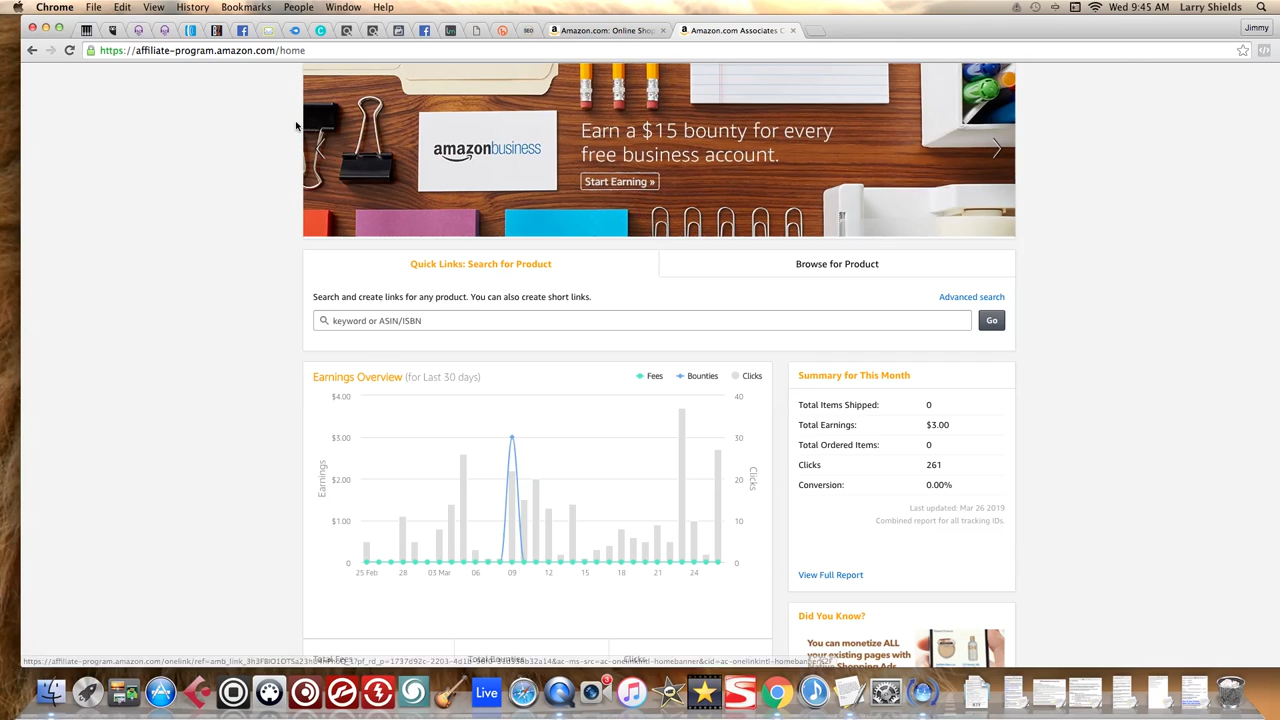 Chrome File Edit View History Bookmarks People Window Help Wed 9:45 AM Larry Shields
SEO Amazon.com: Online Shop Amazon.com Associates C Jimmy
https://affiliate-program.amazon.com/home
amazonbusiness
Earn a $15 bounty for every
free business account.
Start Earning »
Quick Links: Search for Product Browse for Product
Search and create links for any product. You can also create short links. Advanced search
keyword or ASIN/ISBN Go
Earnings Overview (for Last 30 days) Fees Bounties Clicks
$4.00 40
$3.00 30
$2.00 20
$1.00 10
0 0
Earnings
Clicks
25 Feb 28 03 Mar 06 09 12 15 18 21 24
Summary for This Month
Total Items Shipped: 0
Total Earnings: $3.00
Total Ordered Items: 0
Clicks 261
Conversion: 0.00%
Last updated: Mar 26 2019
Combined report for all tracking IDs.
View Full Report
Did You Know?
You can monetize ALL
your existing pages with
Shopping Ads
Live
3